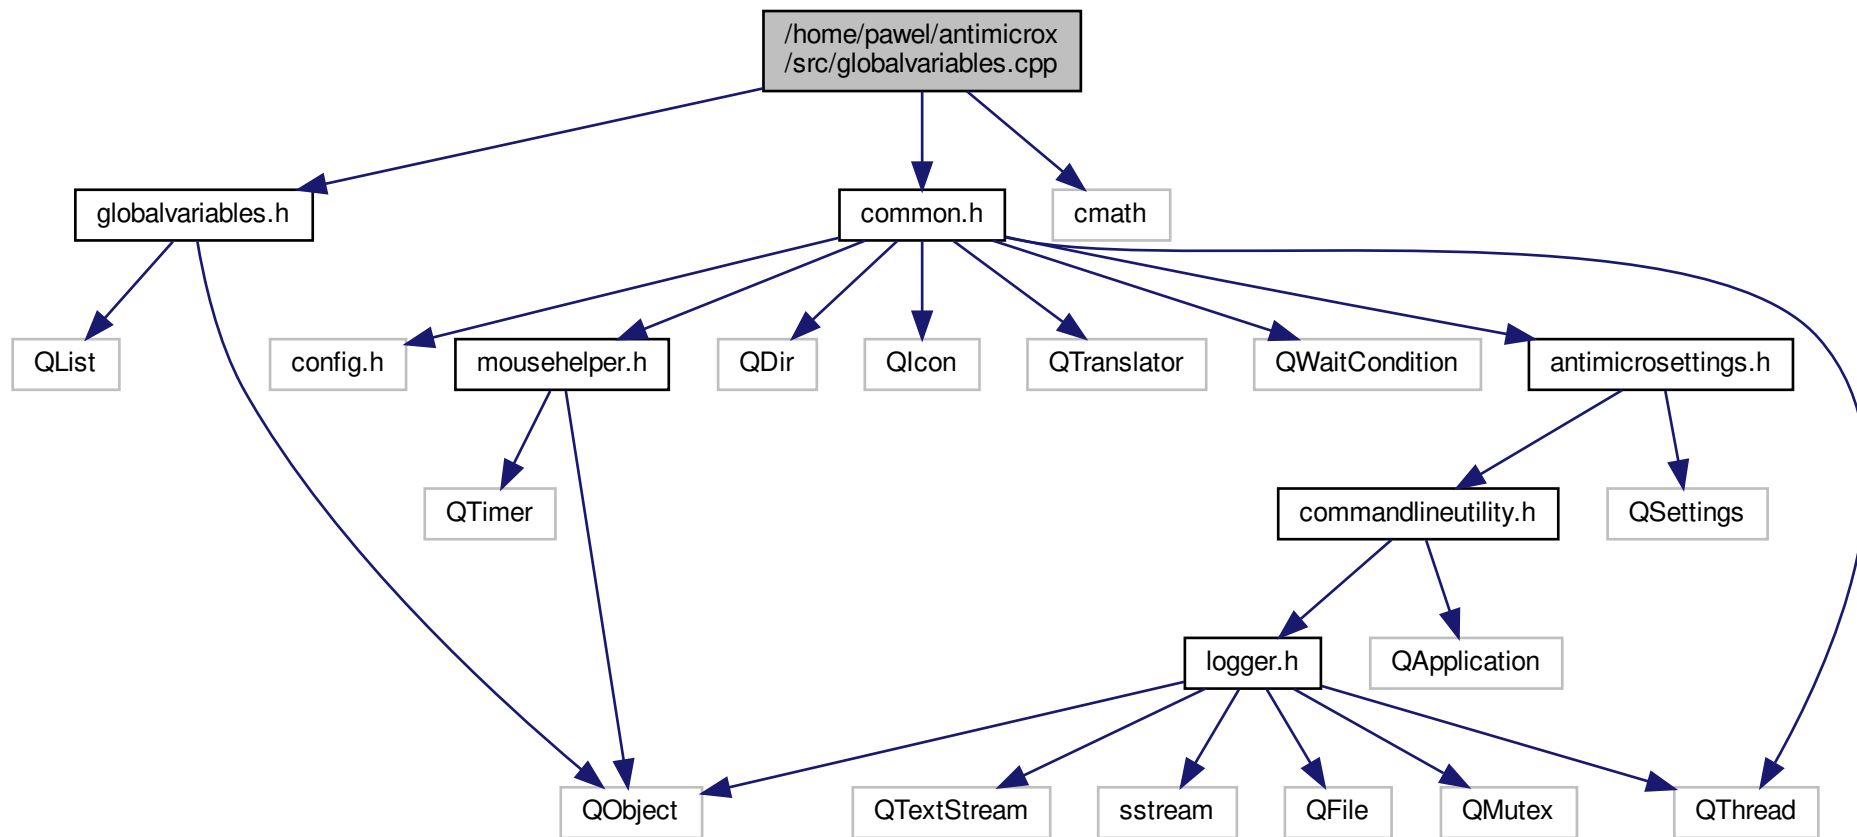 /home/pawel/antimicrox
/src/globalvariables.cpp
globalvariables.h
common.h
cmath
QList
config.h
mousehelper.h
QDir
QIcon
QTranslator
QWaitCondition
antimicrosettings.h
QTimer
commandlineutility.h
QSettings
logger.h
QApplication
QObject
QTextStream
sstream
QFile
QMutex
QThread